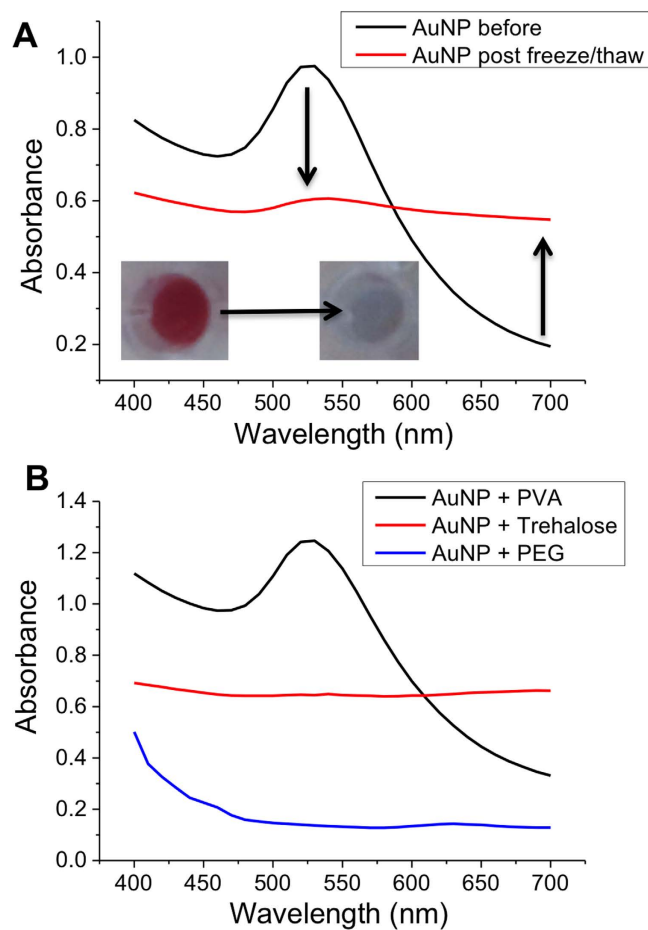 A
AuNP before
AuNP post freeze/thaw
1.0
0.8
0.6
0.4
0.2
Absorbance
400 450 500 550 600 650 700
Wavelength (nm)
B
AuNP + PVA
AuNP + Trehalose
AuNP + PEG
1.4
1.2
1.0
0.8
0.6
0.4
0.2
0.0
Absorbance
400 450 500 550 600 650 700
Wavelength (nm)